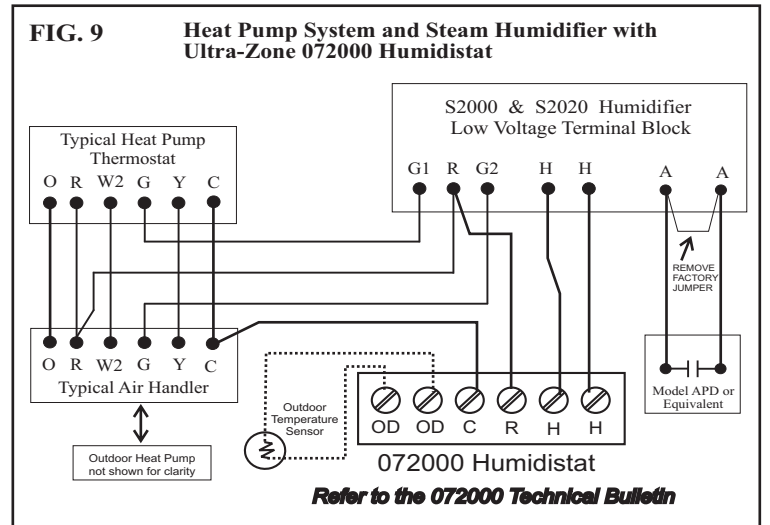 FIG. 9
Heat Pump System and Steam Humidifier with
Ultra-Zone 072000 Humidistat
S2000 & S2020 Humidifier
Low Voltage Terminal Block
G1 R G2 H H A A
Typical Heat Pump
Thermostat
O R W2 G Y C
REMOVE
FACTORY
JUMPER
O R W2 G Y C
Typical Air Handler
Outdoor Heat Pump
not shown for clarity
Outdoor
Temperature
Sensor
OD OD C R H H
072000 Humidistat
Model APD or
Equivalent
Refer to the 072000 Technical Bulletin